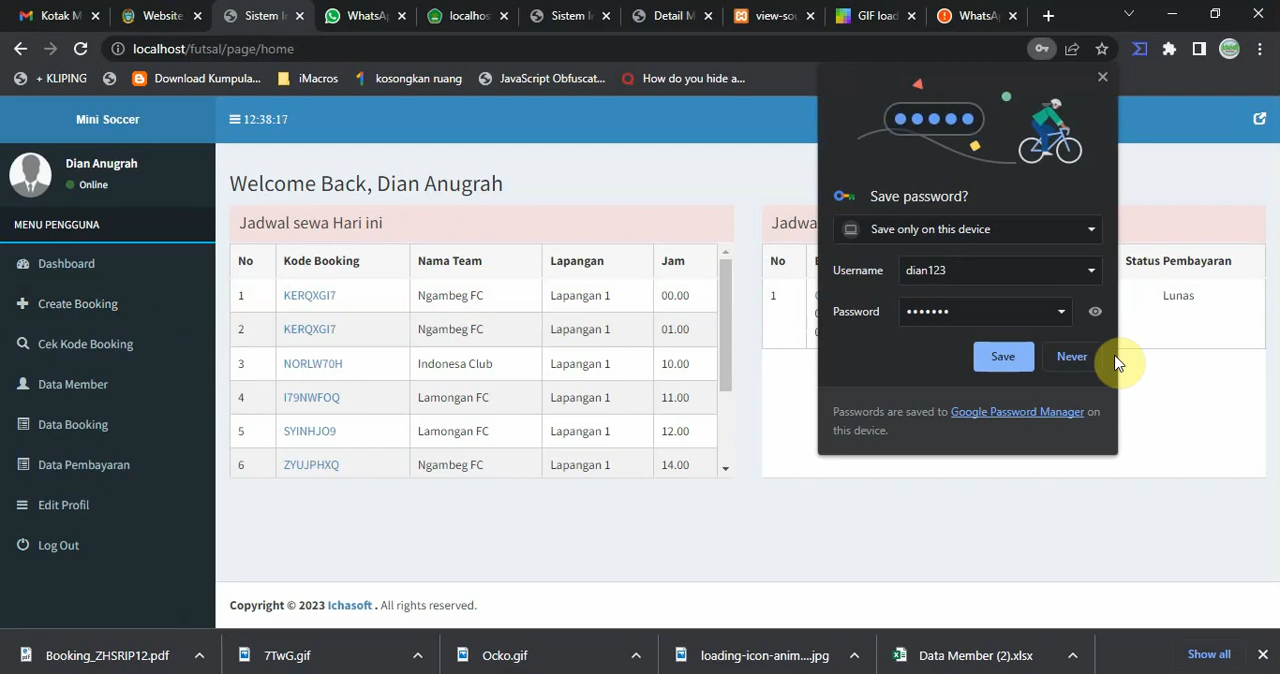 Kotak M
Website
Sistem I
WhatsA
localhos
Sistem I
Detail M
view-sou
GIF load
WhatsA
localhost/futsal/page/home
+ KLIPING
Download Kumpula...
iMacros
kosongkan ruang
JavaScript Obfuscat...
How do you hide a...
Mini Soccer
12:38:17
Dian Anugrah
Online
MENU PENGGUNA
Dashboard
Create Booking
Cek Kode Booking
Data Member
Data Booking
Data Pembayaran
Edit Profil
Log Out
Welcome Back, Dian Anugrah
Jadwal sewa Hari ini
No Kode Booking Nama Team Lapangan Jam
1 KERQXGI7 Ngambeg FC Lapangan 1 00.00
2 KERQXGI7 Ngambeg FC Lapangan 1 01.00
3 NORLW70H Indonesa Club Lapangan 1 10.00
4 I79NWFOQ Lamongan FC Lapangan 1 11.00
5 SYINHJO9 Lamongan FC Lapangan 1 12.00
6 ZYUJPHXQ Ngambeg FC Lapangan 1 14.00
Jadwa
No Status Pembayaran
1 Lunas
Save password?
Save only on this device
Username dian123
Password •••••••
Save Never
Passwords are saved to Google Password Manager on
this device.
Copyright © 2023 Ichasoft . All rights reserved.
Booking_ZHSRIP12.pdf
7TwG.gif
Ocko.gif
loading-icon-anim....jpg
Data Member (2).xlsx
Show all